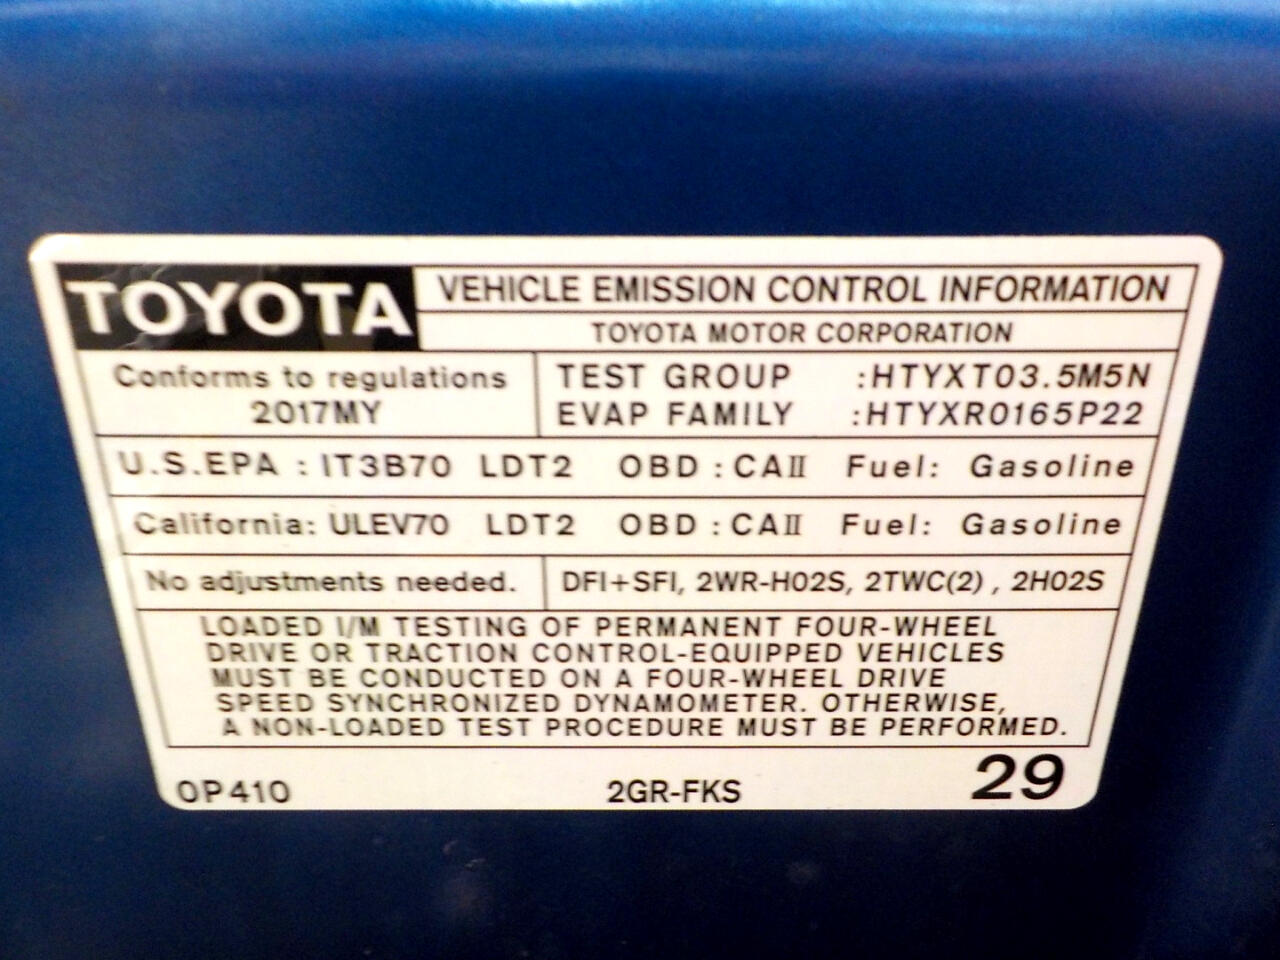 TOYOTA
VEHICLE EMISSION CONTROL INFORMATION
TOYOTA MOTOR CORPORATION
Conforms to regulations
2017MY
TEST GROUP :HTYXT03.5M5N
EVAP FAMILY :HTYXR0165P22
U.S.EPA : IT3B70 LDT2 OBD : CAⅡ Fuel: Gasoline
California: ULEV70 LDT2 OBD : CAⅡ Fuel: Gasoline
No adjustments needed.
DFI+SFI, 2WR-HO2S, 2TWC(2) , 2HO2S
LOADED I/M TESTING OF PERMANENT FOUR-WHEEL
DRIVE OR TRACTION CONTROL-EQUIPPED VEHICLES
MUST BE CONDUCTED ON A FOUR-WHEEL DRIVE
SPEED SYNCHRONIZED DYNAMOMETER. OTHERWISE,
A NON-LOADED TEST PROCEDURE MUST BE PERFORMED.
0P410 2GR-FKS 29